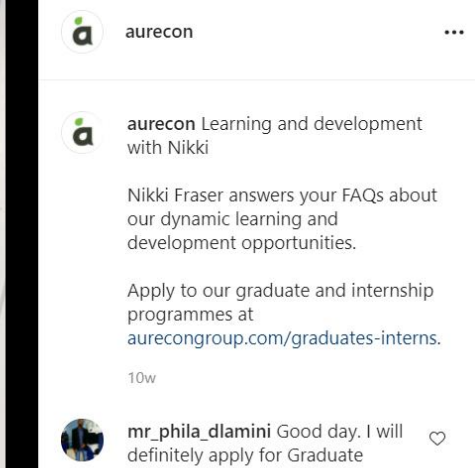 aurecon
aurecon Learning and development
with Nikki
Nikki Fraser answers your FAQs about
our dynamic learning and
development opportunities.
Apply to our graduate and internship
programmes at
aurecongroup.com/graduates-interns.
10w
mr_phila_dlamini Good day. I will
definitely apply for Graduate